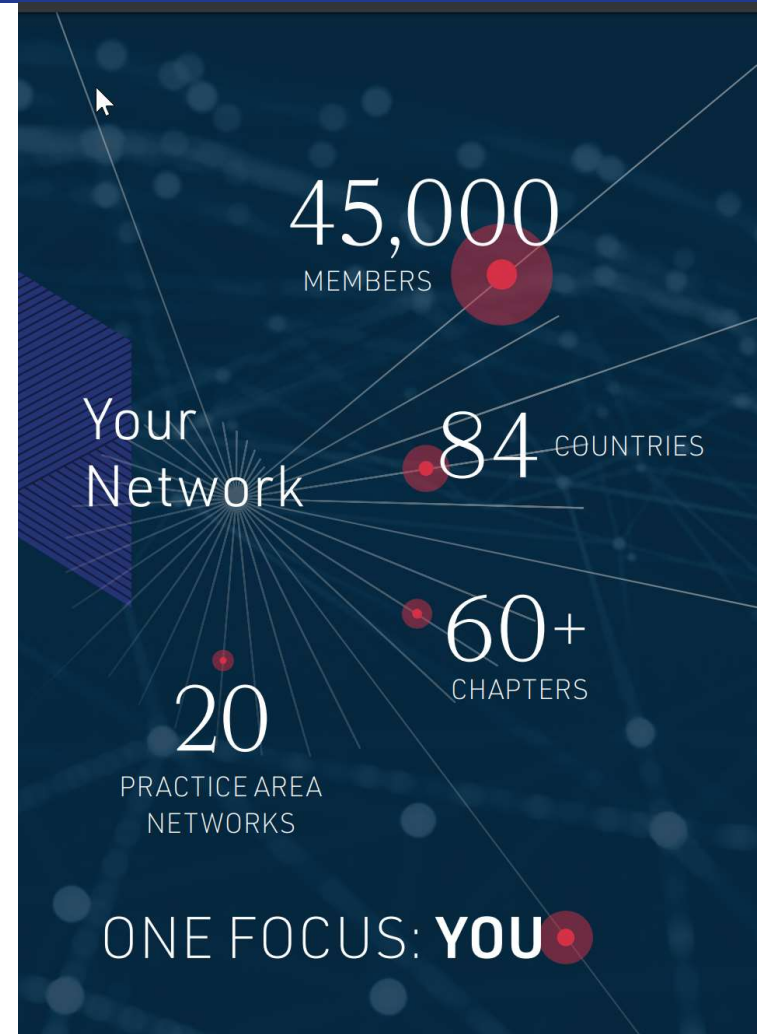 45,000
MEMBERS
Your
Network
84 COUNTRIES
60+
CHAPTERS
20
PRACTICE AREA
NETWORKS
ONE FOCUS: YOU